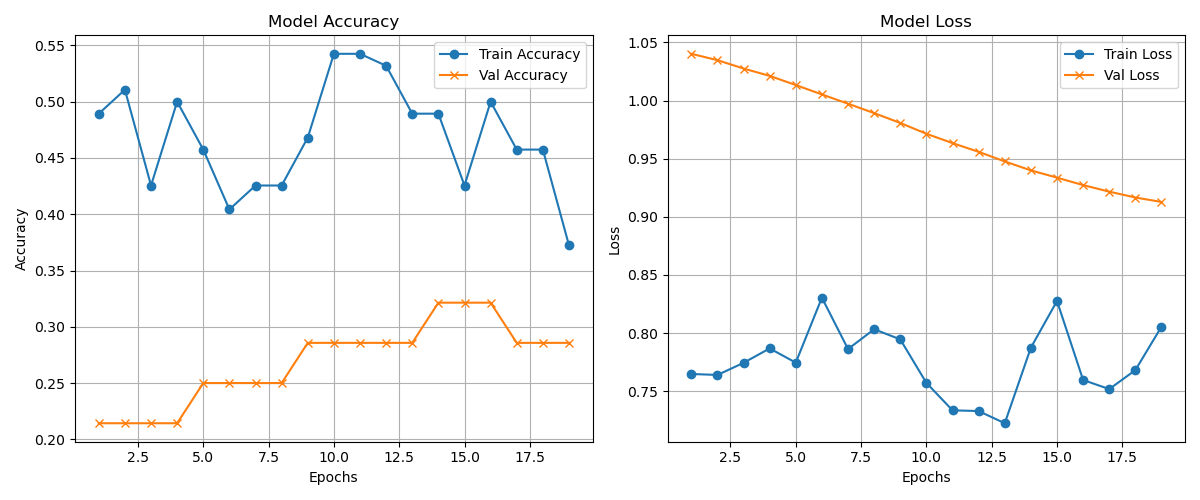 Model Accuracy
Train Accuracy
Val Accuracy
0.55
0.50
0.45
0.40
0.35
0.30
0.25
0.20
Accuracy
2.5 5.0 7.5 10.0 12.5 15.0 17.5
Epochs
Model Loss
Train Loss
Val Loss
1.05
1.00
0.95
0.90
0.85
0.80
0.75
Loss
2.5 5.0 7.5 10.0 12.5 15.0 17.5
Epochs